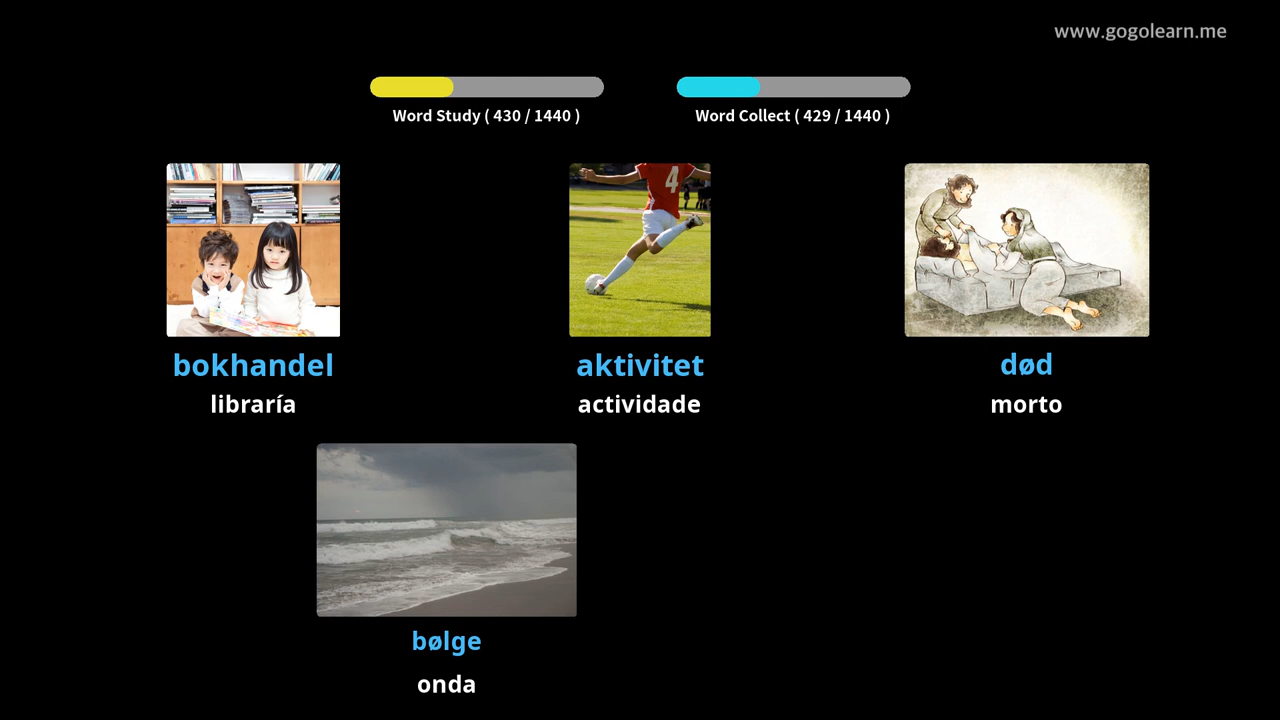 www.gogolearn.me
Word Study ( 430 / 1440 )
Word Collect ( 429 / 1440 )
4
bokhandel
aktivitet
død
libraría
actividade
morto
bølge
onda